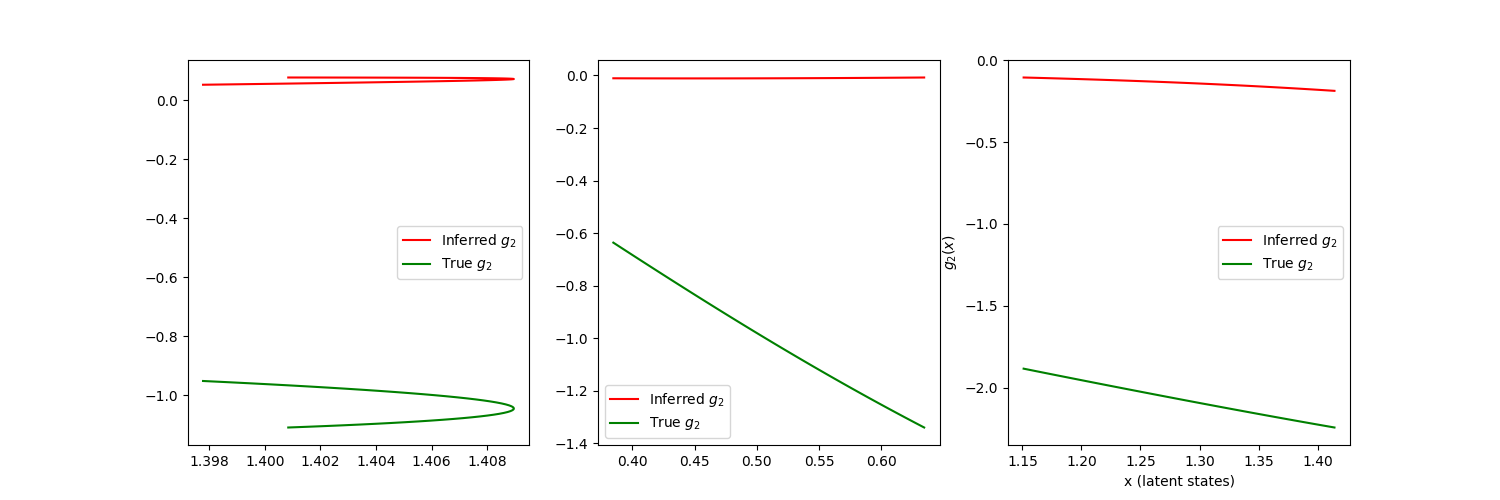 0.0
−0.2
−0.4
−0.6
−0.8
−1.0
1.398 1.400 1.402 1.404 1.406 1.408
Inferred g₂
True g₂
0.0
−0.2
−0.4
−0.6
−0.8
−1.0
−1.2
−1.4
0.40 0.45 0.50 0.55 0.60
Inferred g₂
True g₂
g₂(x)
0.0
−0.5
−1.0
−1.5
−2.0
1.15 1.20 1.25 1.30 1.35 1.40
x (latent states)
Inferred g₂
True g₂